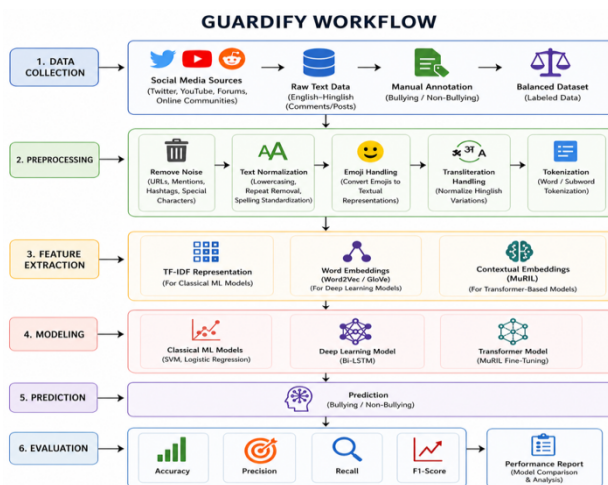 GUARDIFY WORKFLOW
1. DATA
COLLECTION
Social Media Sources
(Twitter, YouTube, Forums,
Online Communities)
Raw Text Data
(English–Hinglish
(Comments/Posts)
Manual Annotation
(Bullying / Non-Bullying)
Balanced Dataset
(Labeled Data)
2. PREPROCESSING
Remove Noise
(URLs, Mentions,
Hashtags, Special
Characters)
AA
Text Normalization
(Lowercasing,
Repeat Removal,
Spelling Standardization)
Emoji Handling
(Convert Emojis to
Textual Representations)
अ A
Transliteration
Handling
(Normalize Hinglish
Variations)
Tokenization
(Word / Subword
Tokenization)
3. FEATURE
EXTRACTION
TF-IDF Representation
(For Classical ML Models)
Word Embeddings
(Word2Vec / GloVe)
(For Deep Learning Models)
Contextual Embeddings
(MuRIL)
(For Transformer-Based Models)
4. MODELING
Classical ML Models
(SVM, Logistic Regression)
Deep Learning Model
(Bi-LSTM)
Transformer Model
(MuRIL Fine-Tuning)
5. PREDICTION
Prediction
(Bullying / Non-Bullying)
6. EVALUATION
Accuracy
Precision
Recall
F1-Score
Performance Report
(Model Comparison
& Analysis)